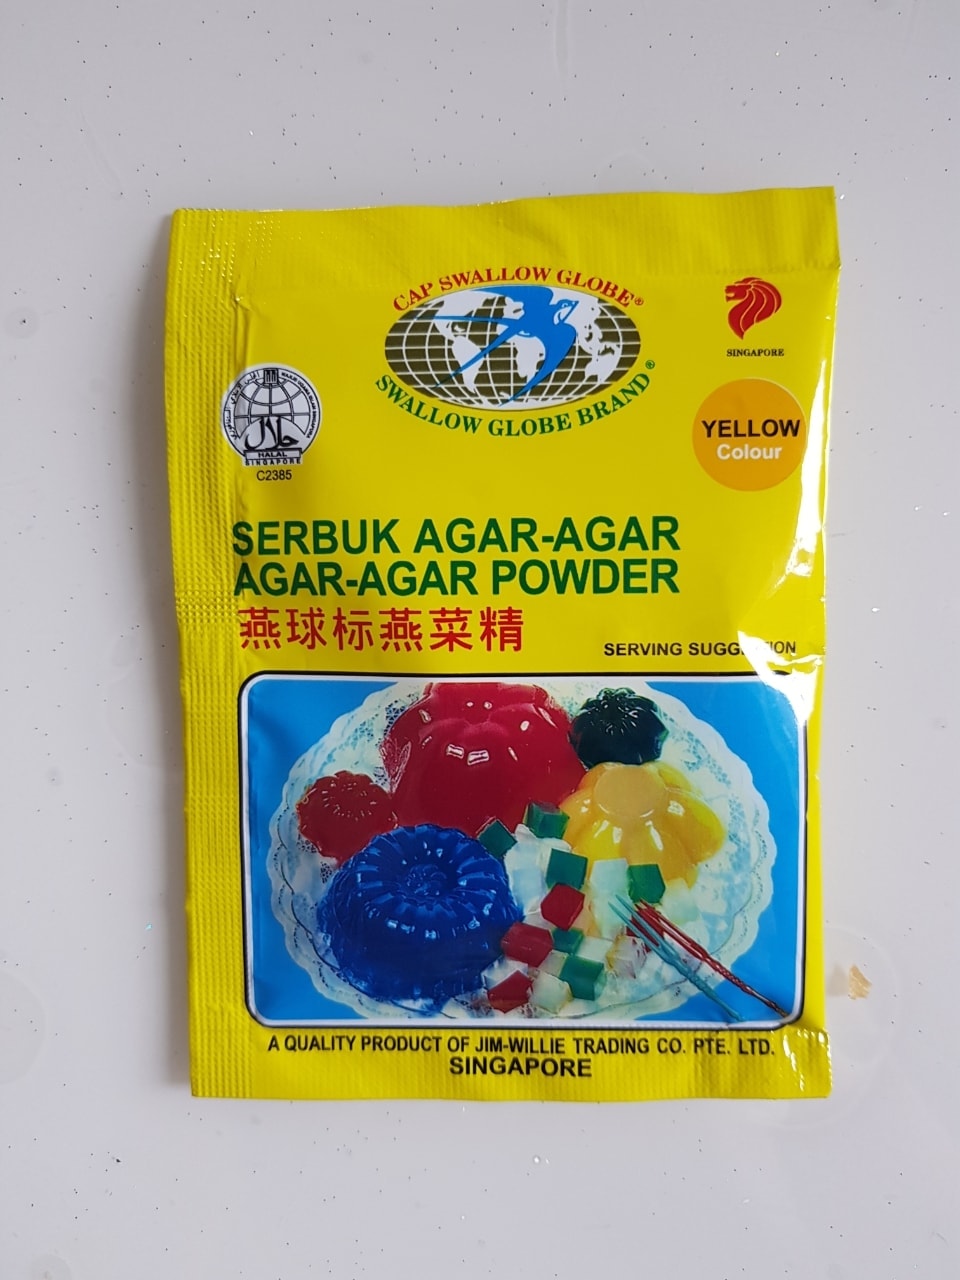 CAP SWALLOW GLOBE®
SWALLOW GLOBE BRAND®
SINGAPORE
HALAL
SINGAPORE
C2385
YELLOW
Colour
SERBUK AGAR-AGAR
AGAR-AGAR POWDER
燕球标燕菜精
SERVING
A QUALITY PRODUCT OF JIM-WILLIE TRADING CO. PTE. LTD.
SINGAPORE